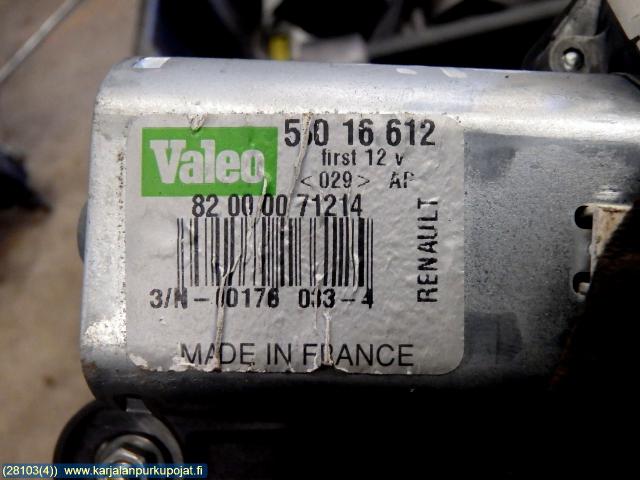 Valeo
16 612
first 12 v
<029> AP
82 00 00 71214
RENAULT
MADE IN FRANCE
(28103(4)) www.karjalanpurkupojat.fi